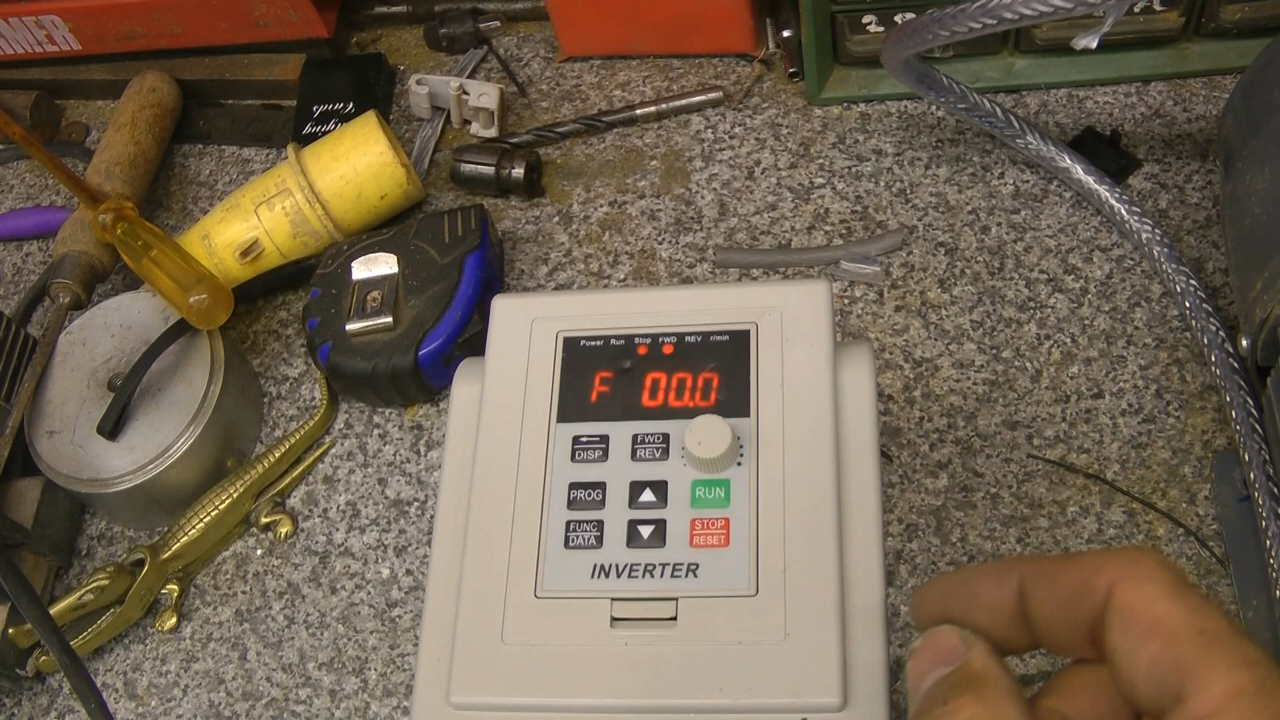 MER
Power Run Stop FWD REV r/min
F 00.0
DISP
FWD
REV
PROG
RUN
FUNC
DATA
STOP
RESET
INVERTER